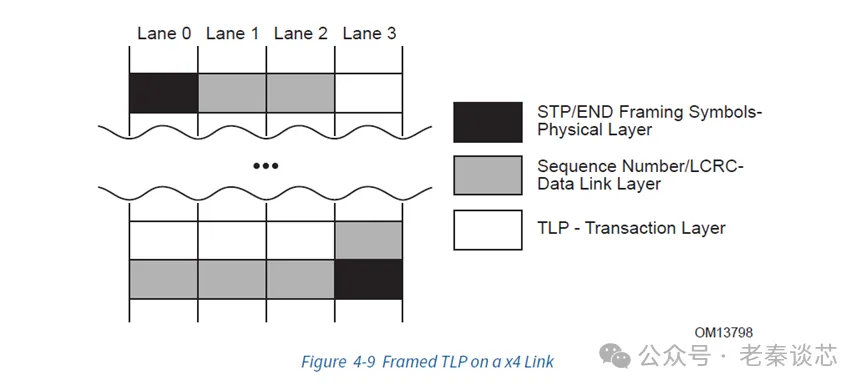 Lane 0 Lane 1 Lane 2 Lane 3
STP/END Framing Symbols-
Physical Layer
•••
Sequence Number/LCRC-
Data Link Layer
TLP - Transaction Layer
OM13798
Figure 4-9 Framed TLP on a x4 Link
公众号 · 老秦谈芯